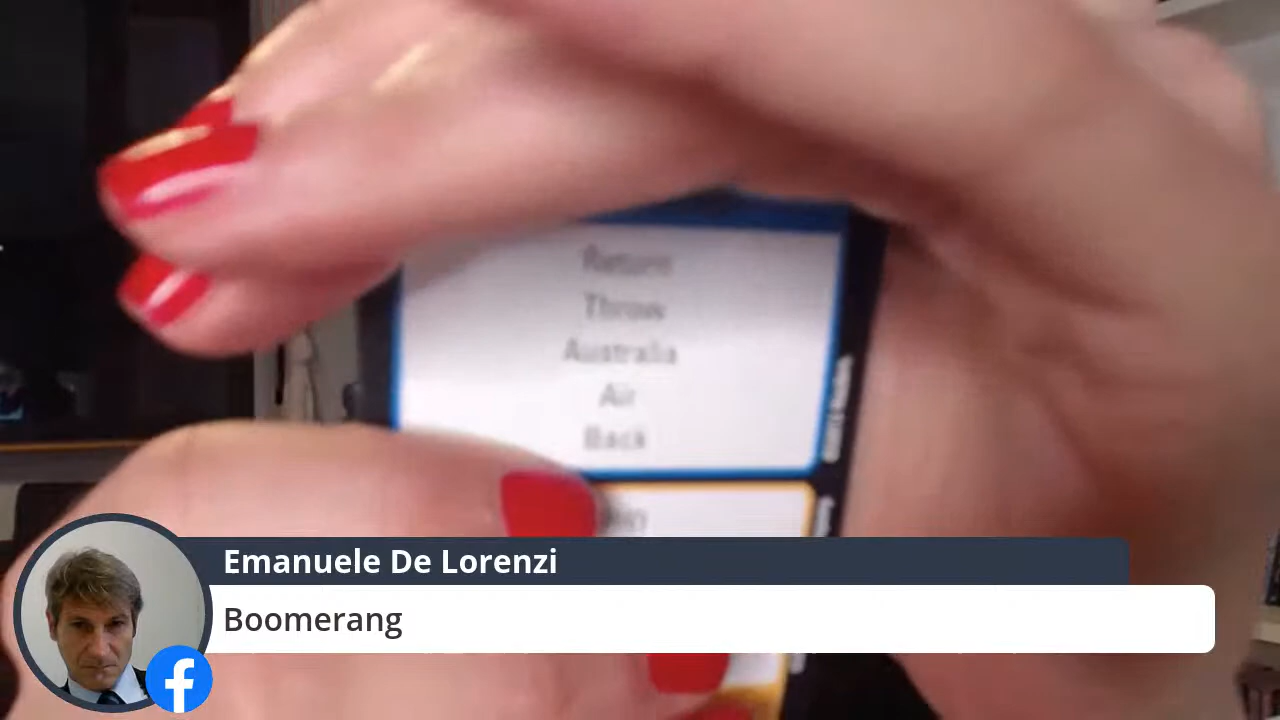 Return
Throw
Australia
Air
Back
Emanuele De Lorenzi
Boomerang